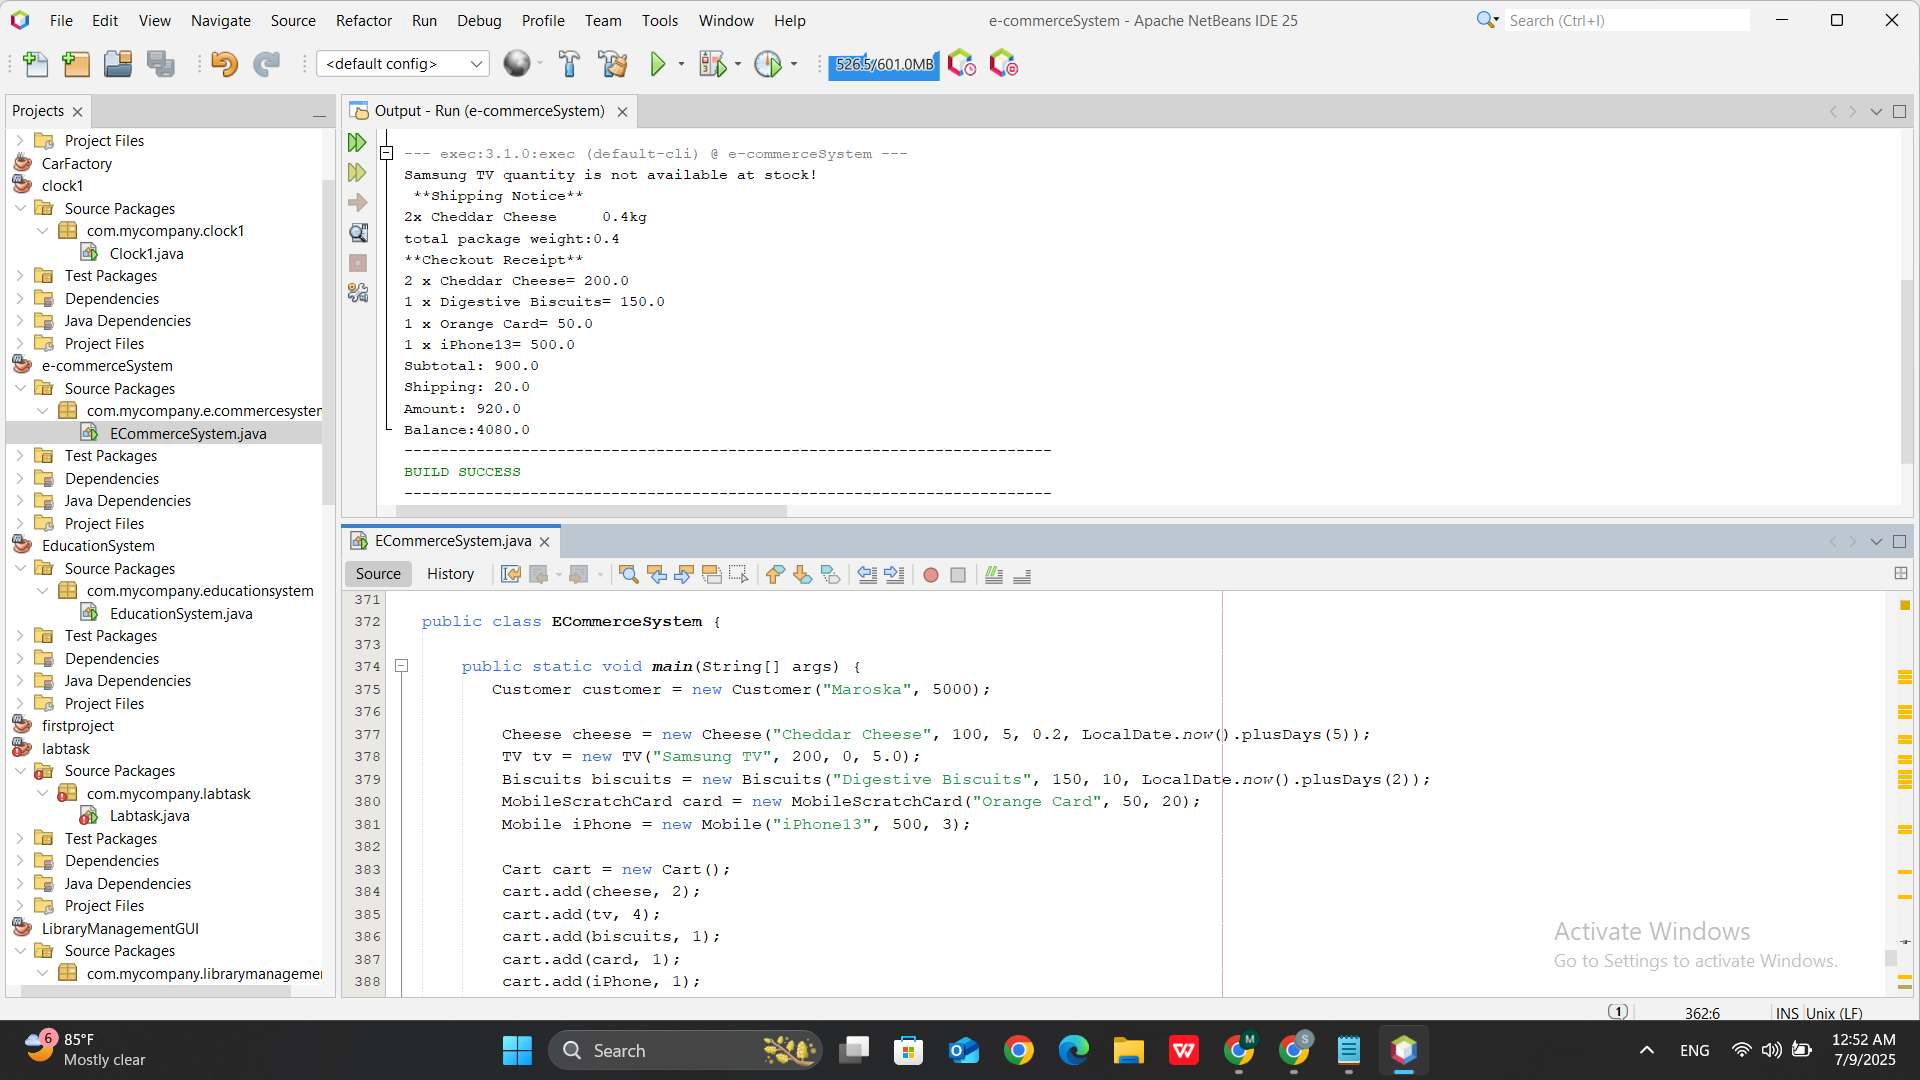 File Edit View Navigate Source Refactor Run Debug Profile Team Tools Window Help
e-commerceSystem - Apache NetBeans IDE 25
Search (Ctrl+I)
<default config>
526.5/601.0MB
Projects
Project Files
CarFactory
clock1
Source Packages
com.mycompany.clock1
Clock1.java
Test Packages
Dependencies
Java Dependencies
Project Files
e-commerceSystem
Source Packages
com.mycompany.e.commercesystem
ECommerceSystem.java
Test Packages
Dependencies
Java Dependencies
Project Files
EducationSystem
Source Packages
com.mycompany.educationsystem
EducationSystem.java
Test Packages
Dependencies
Java Dependencies
Project Files
firstproject
labtask
Source Packages
com.mycompany.labtask
Labtask.java
Test Packages
Dependencies
Java Dependencies
Project Files
LibraryManagementGUI
Source Packages
com.mycompany.librarymanagemen
Output - Run (e-commerceSystem)
--- exec:3.1.0:exec (default-cli) @ e-commerceSystem ---
Samsung TV quantity is not available at stock!
**Shipping Notice**
2x Cheddar Cheese 0.4kg
total package weight:0.4
**Checkout Receipt**
2 x Cheddar Cheese= 200.0
1 x Digestive Biscuits= 150.0
1 x Orange Card= 50.0
1 x iPhone13= 500.0
Subtotal: 900.0
Shipping: 20.0
Amount: 920.0
Balance:4080.0
------------------------------------------------------------------------
BUILD SUCCESS
------------------------------------------------------------------------
ECommerceSystem.java
Source History
371
372 public class ECommerceSystem {
373
374 public static void main(String[] args) {
375 Customer customer = new Customer("Maroska", 5000);
376
377 Cheese cheese = new Cheese("Cheddar Cheese", 100, 5, 0.2, LocalDate.now().plusDays(5));
378 TV tv = new TV("Samsung TV", 200, 0, 5.0);
379 Biscuits biscuits = new Biscuits("Digestive Biscuits", 150, 10, LocalDate.now().plusDays(2));
380 MobileScratchCard card = new MobileScratchCard("Orange Card", 50, 20);
381 Mobile iPhone = new Mobile("iPhone13", 500, 3);
382
383 Cart cart = new Cart();
384 cart.add(cheese, 2);
385 cart.add(tv, 4);
386 cart.add(biscuits, 1);
387 cart.add(card, 1);
388 cart.add(iPhone, 1);
Activate Windows
Go to Settings to activate Windows.
1
362:6
INS Unix (LF)
6
85°F
Mostly clear
Search
M
S
ENG
12:52 AM
7/9/2025